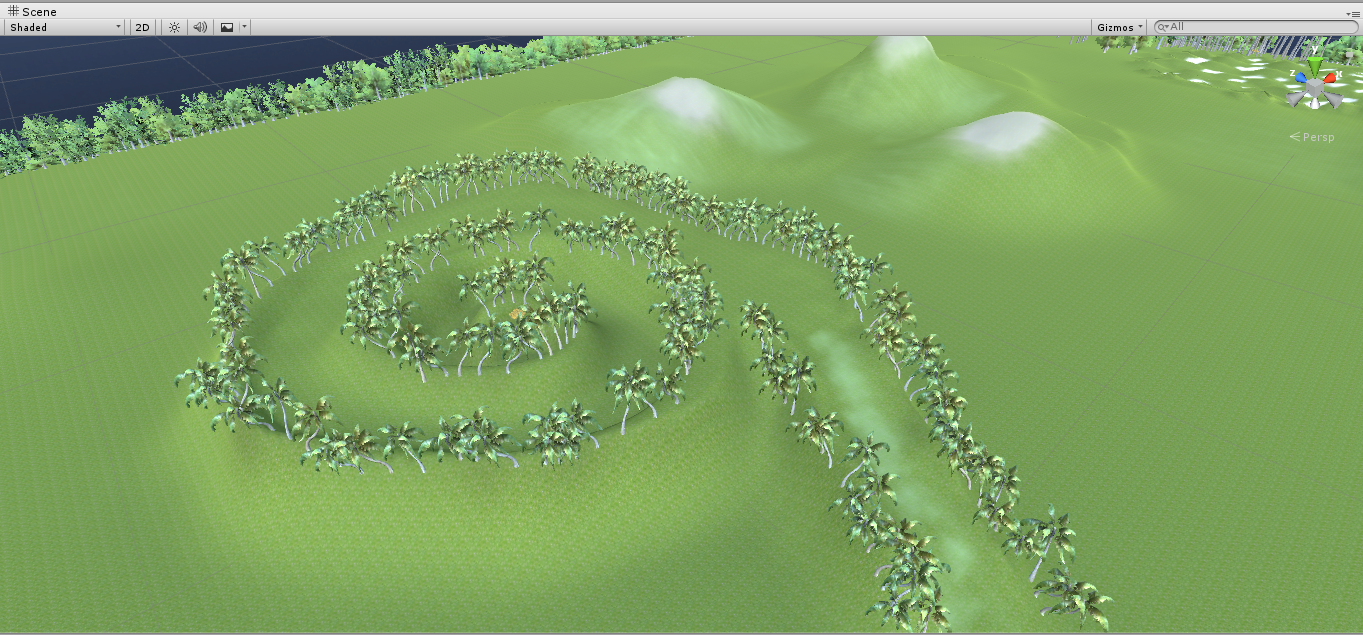 Scene
Shaded 2D Gizmos All
y
z x
Persp